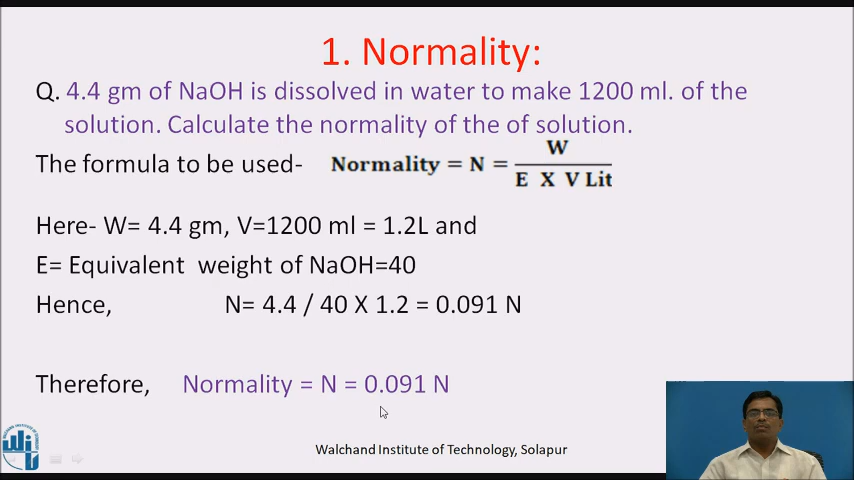 1. Normality:
Q. 4.4 gm of NaOH is dissolved in water to make 1200 ml. of the
solution. Calculate the normality of the of solution.
The formula to be used- Normality = N = W / E X V Lit
Here- W= 4.4 gm, V=1200 ml = 1.2L and
E= Equivalent weight of NaOH=40
Hence, N= 4.4 / 40 X 1.2 = 0.091 N
Therefore, Normality = N = 0.091 N
Walchand Institute of Technology, Solapur